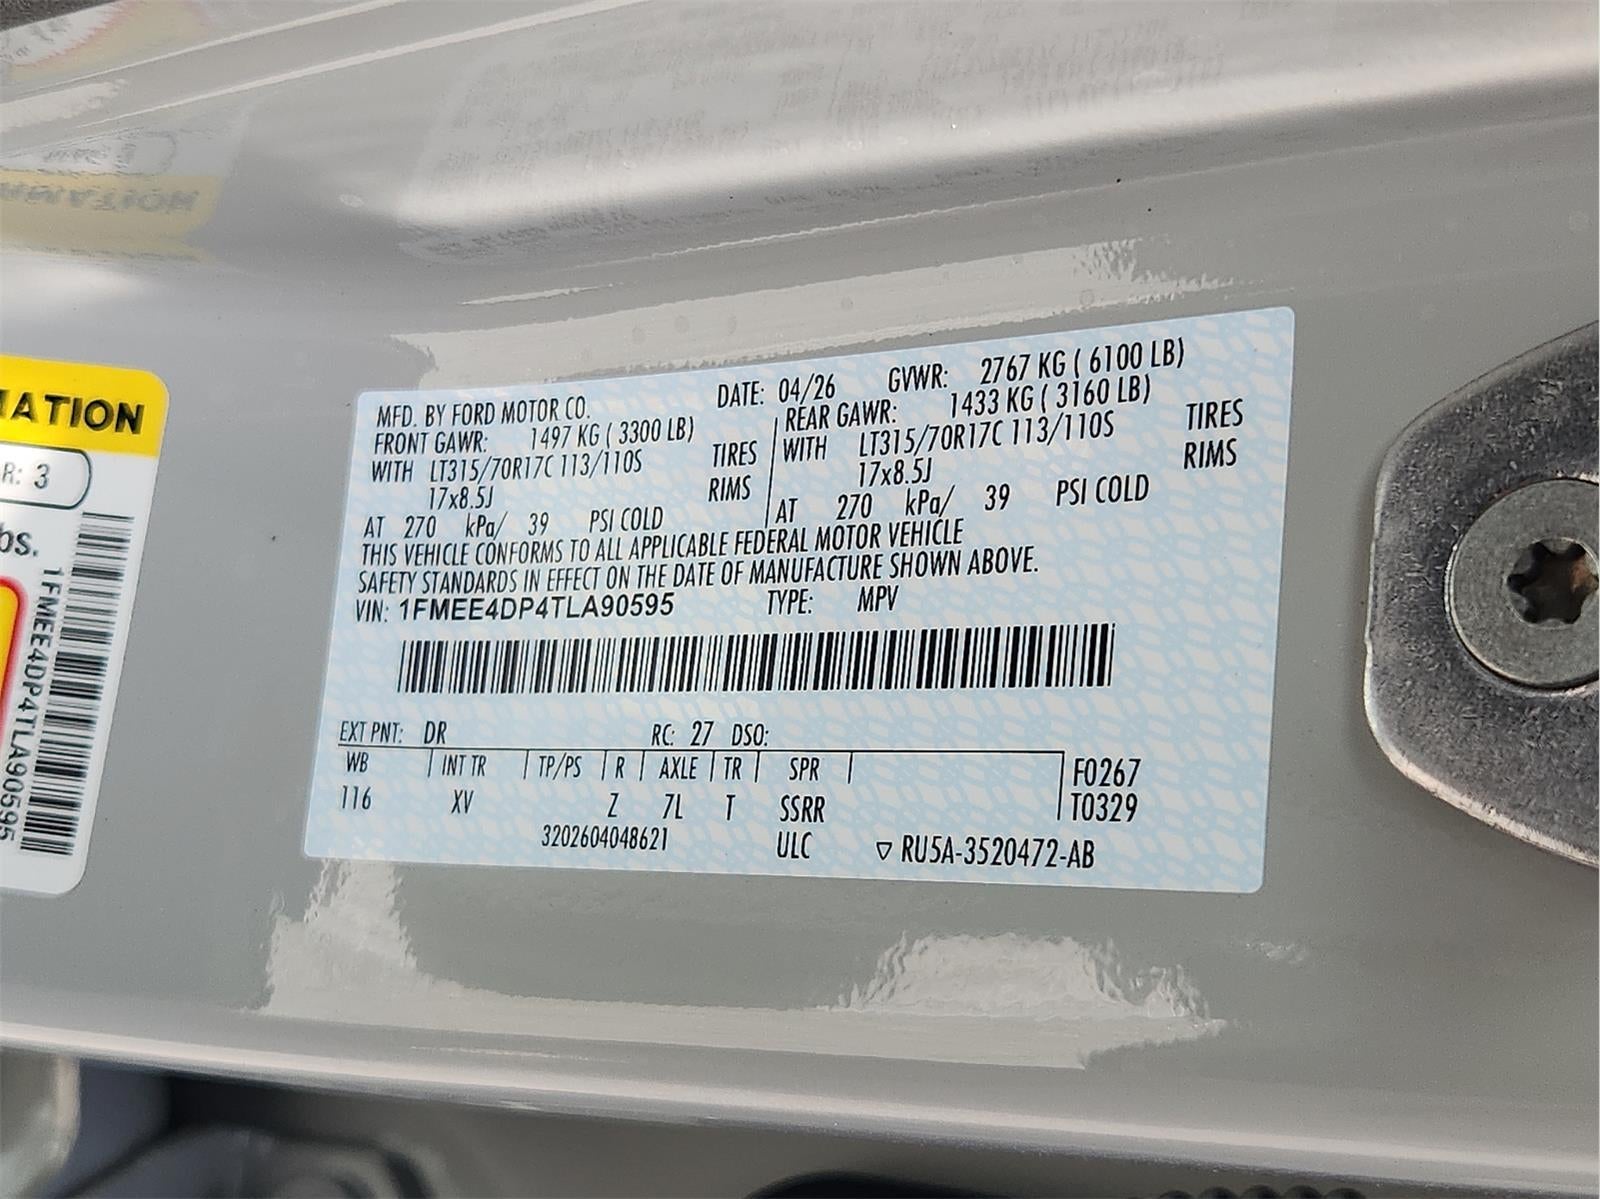 MATION
R: 3
bs.
1FMEE4DP4TLA90595
MFD. BY FORD MOTOR CO. DATE: 04/26 GVWR: 2767 KG ( 6100 LB)
FRONT GAWR: 1497 KG ( 3300 LB) REAR GAWR: 1433 KG ( 3160 LB)
WITH LT315/70R17C 113/110S TIRES WITH LT315/70R17C 113/110S TIRES
17x8.5J RIMS 17x8.5J RIMS
AT 270 kPa/ 39 PSI COLD AT 270 kPa/ 39 PSI COLD
THIS VEHICLE CONFORMS TO ALL APPLICABLE FEDERAL MOTOR VEHICLE
SAFETY STANDARDS IN EFFECT ON THE DATE OF MANUFACTURE SHOWN ABOVE.
VIN: 1FMEE4DP4TLA90595 TYPE: MPV
EXT PNT: DR RC: 27 DSO:
WB INT TR TP/PS R AXLE TR SPR F0267
116 XV Z 7L T SSRR T0329
3202604048621 ULC ▽ RU5A-3520472-AB